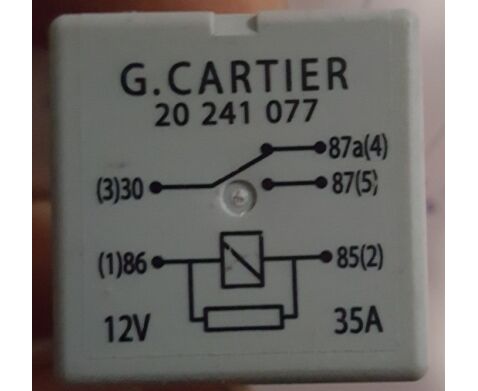 G.CARTIER
20 241 077
87a(4)
(3)30
87(5)
(1)86
85(2)
12V
35A